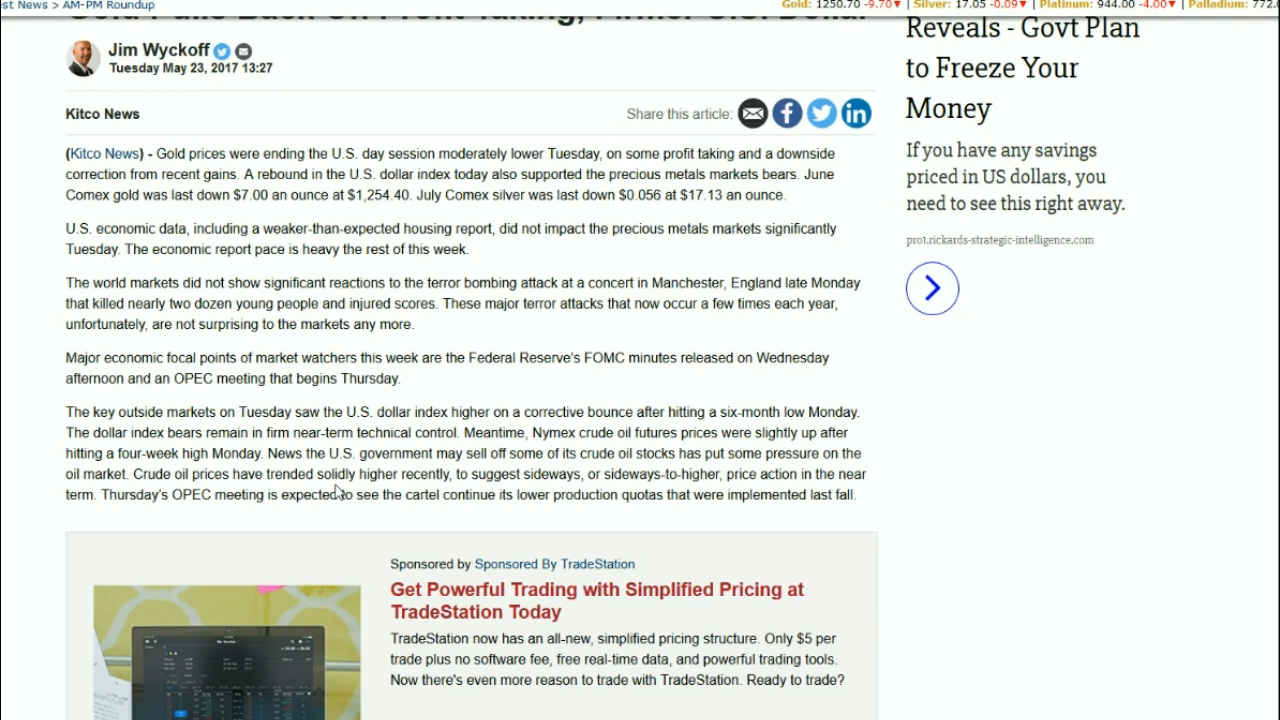 est News > AM-PM Roundup
Gold: 1250.70 -9.70▼ | Silver: 17.05 -0.09▼ | Platinum: 944.00 -4.00▼ | Palladium: 772.
Jim Wyckoff
Tuesday May 23, 2017 13:27
Kitco News
Share this article:
(Kitco News) - Gold prices were ending the U.S. day session moderately lower Tuesday, on some profit taking and a downside
correction from recent gains. A rebound in the U.S. dollar index today also supported the precious metals markets bears. June
Comex gold was last down $7.00 an ounce at $1,254.40. July Comex silver was last down $0.056 at $17.13 an ounce.
U.S. economic data, including a weaker-than-expected housing report, did not impact the precious metals markets significantly
Tuesday. The economic report pace is heavy the rest of this week.
The world markets did not show significant reactions to the terror bombing attack at a concert in Manchester, England late Monday
that killed nearly two dozen young people and injured scores. These major terror attacks that now occur a few times each year,
unfortunately, are not surprising to the markets any more.
Major economic focal points of market watchers this week are the Federal Reserve's FOMC minutes released on Wednesday
afternoon and an OPEC meeting that begins Thursday.
The key outside markets on Tuesday saw the U.S. dollar index higher on a corrective bounce after hitting a six-month low Monday.
The dollar index bears remain in firm near-term technical control. Meantime, Nymex crude oil futures prices were slightly up after
hitting a four-week high Monday. News the U.S. government may sell off some of its crude oil stocks has put some pressure on the
oil market. Crude oil prices have trended solidly higher recently, to suggest sideways, or sideways-to-higher, price action in the near
term. Thursday's OPEC meeting is expected to see the cartel continue its lower production quotas that were implemented last fall.
Sponsored by Sponsored By TradeStation
Get Powerful Trading with Simplified Pricing at
TradeStation Today
TradeStation now has an all-new, simplified pricing structure. Only $5 per
trade plus no software fee, free real-time data, and powerful trading tools.
Now there's even more reason to trade with TradeStation. Ready to trade?
Reveals - Govt Plan
to Freeze Your
Money
If you have any savings
priced in US dollars, you
need to see this right away.
pro1.rickards-strategic-intelligence.com